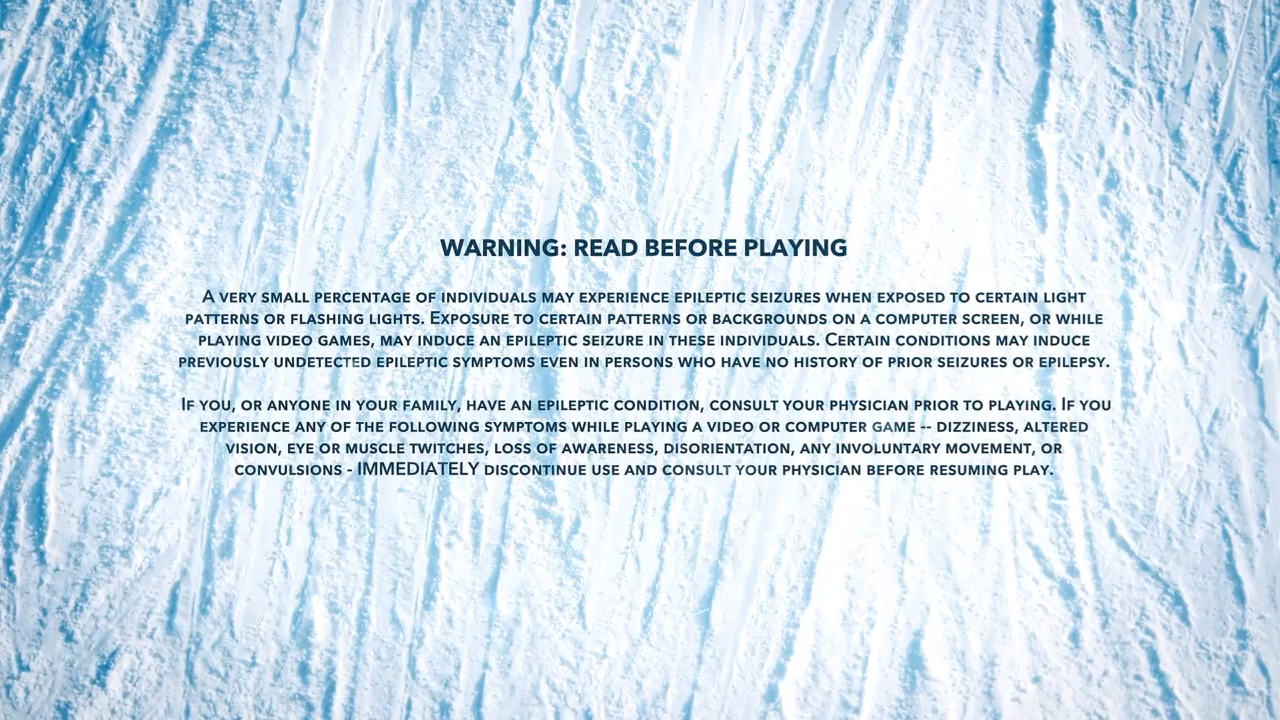 WARNING: READ BEFORE PLAYING
A VERY SMALL PERCENTAGE OF INDIVIDUALS MAY EXPERIENCE EPILEPTIC SEIZURES WHEN EXPOSED TO CERTAIN LIGHT
PATTERNS OR FLASHING LIGHTS. EXPOSURE TO CERTAIN PATTERNS OR BACKGROUNDS ON A COMPUTER SCREEN, OR WHILE
PLAYING VIDEO GAMES, MAY INDUCE AN EPILEPTIC SEIZURE IN THESE INDIVIDUALS. CERTAIN CONDITIONS MAY INDUCE
PREVIOUSLY UNDETECTED EPILEPTIC SYMPTOMS EVEN IN PERSONS WHO HAVE NO HISTORY OF PRIOR SEIZURES OR EPILEPSY.
IF YOU, OR ANYONE IN YOUR FAMILY, HAVE AN EPILEPTIC CONDITION, CONSULT YOUR PHYSICIAN PRIOR TO PLAYING. IF YOU
EXPERIENCE ANY OF THE FOLLOWING SYMPTOMS WHILE PLAYING A VIDEO OR COMPUTER GAME -- DIZZINESS, ALTERED
VISION, EYE OR MUSCLE TWITCHES, LOSS OF AWARENESS, DISORIENTATION, ANY INVOLUNTARY MOVEMENT, OR
CONVULSIONS - IMMEDIATELY DISCONTINUE USE AND CONSULT YOUR PHYSICIAN BEFORE RESUMING PLAY.